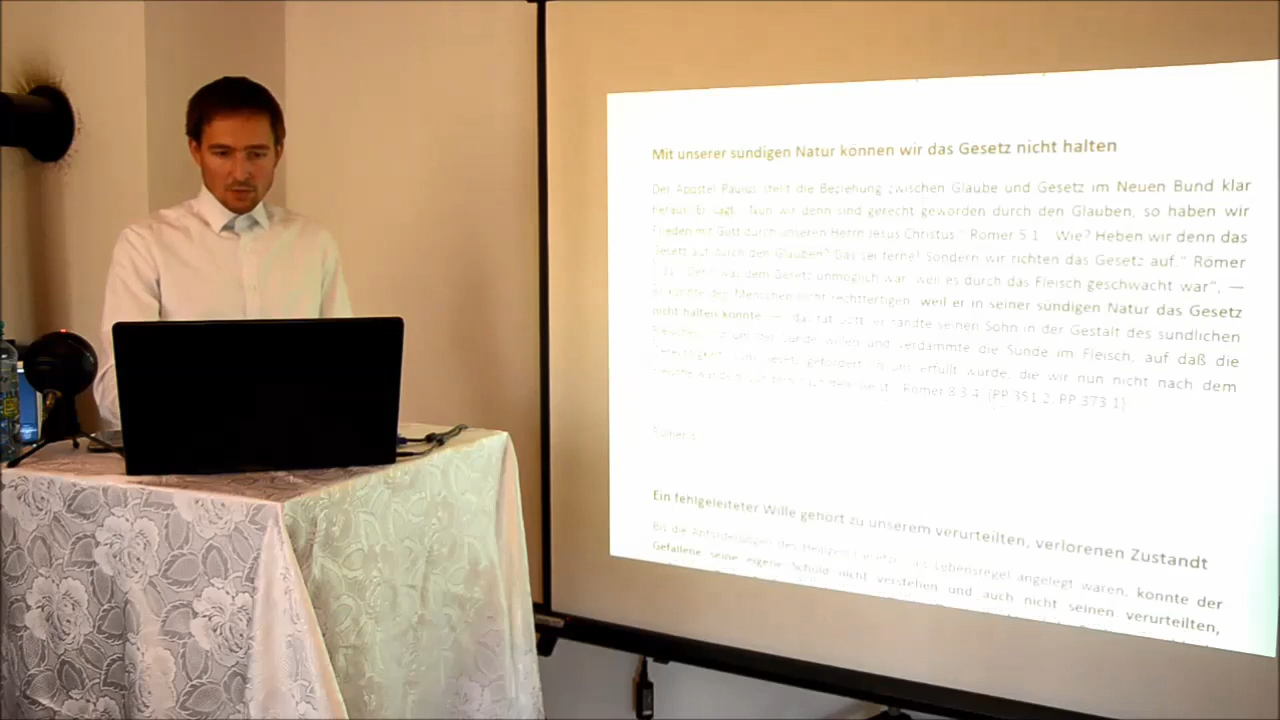 Mit unserer sündigen Natur können wir das Gesetz nicht halten
Der Apostel Paulus stellt die Beziehung zwischen Glaube und Gesetz im Neuen Bund klar
heraus. Er sagt: „Nun wir denn sind gerecht geworden durch den Glauben, so haben wir
Frieden mit Gott durch unseren Herrn Jesus Christus." Römer 5,1 „Wie? Heben wir denn das
Gesetz auf durch den Glauben? Das sei ferne! Sondern wir richten das Gesetz auf." Römer
3,31 „Denn was dem Gesetz unmöglich war, weil es durch das Fleisch geschwächt war", —
Es konnte den Menschen nicht rechtfertigen, weil er in seiner sündigen Natur das Gesetz
nicht halten konnte — „das tat Gott: er sandte seinen Sohn in der Gestalt des sündlichen
Fleisches und um der Sünde willen und verdammte die Sünde im Fleisch, auf daß die
Gerechtigkeit, vom Gesetz gefordert, in uns erfüllt würde, die wir nun nicht nach dem
Römer 8,3.4 {PP 351.2; PP 373.1}
Römer
Ein fehlgeleiteter Wille gehört zu unserem verurteilten, verlorenen Zustandt
Bis die Anforderungen des Heiligen Gesetzes als Lebensregel angelegt waren, konnte der
Gefallene seine eigene Schuld nicht verstehen und auch nicht seinen verurteilten,